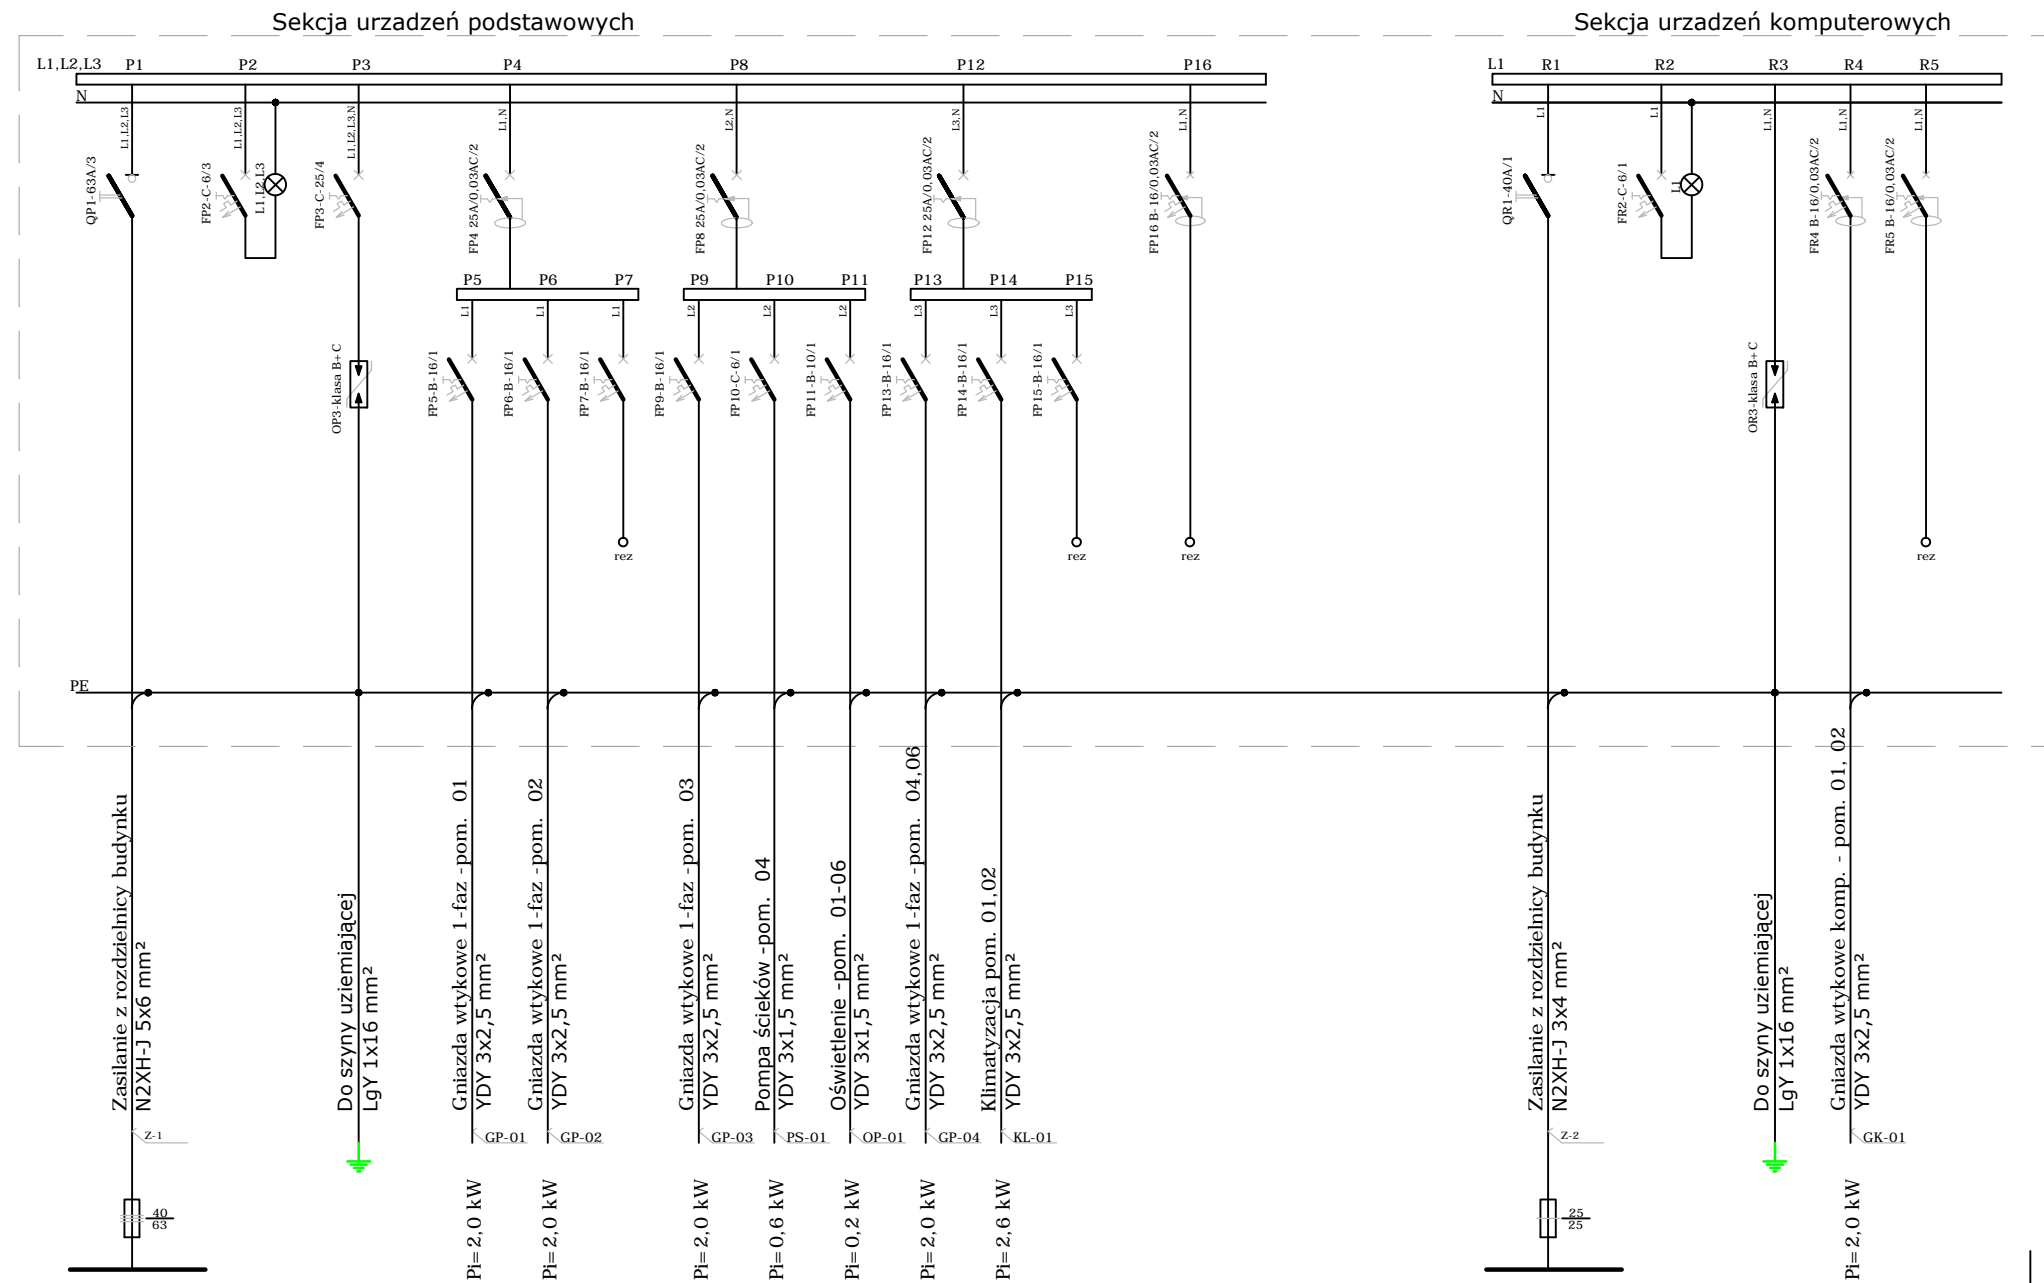 Sekcja urzadzeń podstawowych
Sekcja urzadzeń komputerowych
L1,L2,L3
P1
P2
P3
P4
P8
P12
P16
L1
R1
R2
R3
R4
R5
N
N
L1,L2,L3
L1,L2,L3
L1,L2,L3,N
L1,N
L2,N
L3,N
L1,N
L1
L1
L1,N
L1,N
L1,N
QP1-63A/3
FP2-C-6/3
L1,L2,L3
FP3-C-25/4
FP4 25A/0,03AC/2
FP8 25A/0,03AC/2
FP12 25A/0,03AC/2
FP16 B-16/0,03AC/2
QR1-40A/1
FR2-C-6/1
L1
FR4 B-16/0,03AC/2
FR5 B-16/0,03AC/2
P5
P6
P7
P9
P10
P11
P13
P14
P15
L1
L1
L1
L2
L2
L2
L3
L3
L3
OP3-klasa B+C
FP5-B-16/1
FP6-B-16/1
FP7-B-16/1
FP9-B-16/1
FP10-C-6/1
FP11-B-10/1
FP13-B-16/1
FP14-B-16/1
FP15-B-16/1
OR3-klasa B+C
rez
rez
rez
rez
PE
Zasilanie z rozdzielnicy budynku
N2XH-J 5x6 mm²
Do szyny uziemiającej
LgY 1x16 mm²
Gniazda wtykowe 1-faz -pom. 01
YDY 3x2,5 mm²
Gniazda wtykowe 1-faz -pom. 02
YDY 3x2,5 mm²
Gniazda wtykowe 1-faz -pom. 03
YDY 3x2,5 mm²
Pompa ścieków -pom. 04
YDY 3x1,5 mm²
Oświetlenie -pom. 01-06
YDY 3x1,5 mm²
Gniazda wtykowe 1-faz -pom. 04,06
YDY 3x2,5 mm²
Klimatyzacja pom. 01,02
YDY 3x2,5 mm²
Zasilanie z rozdzielnicy budynku
N2XH-J 3x4 mm²
Do szyny uziemiającej
LgY 1x16 mm²
Gniazda wtykowe komp. - pom. 01, 02
YDY 3x2,5 mm²
Z-1
GP-01
GP-02
GP-03
PS-01
OP-01
GP-04
KL-01
Z-2
GK-01
40
63
25
25
Pi=2,0 kW
Pi=2,0 kW
Pi=2,0 kW
Pi=0,6 kW
Pi=0,2 kW
Pi=2,0 kW
Pi=2,6 kW
Pi=2,0 kW